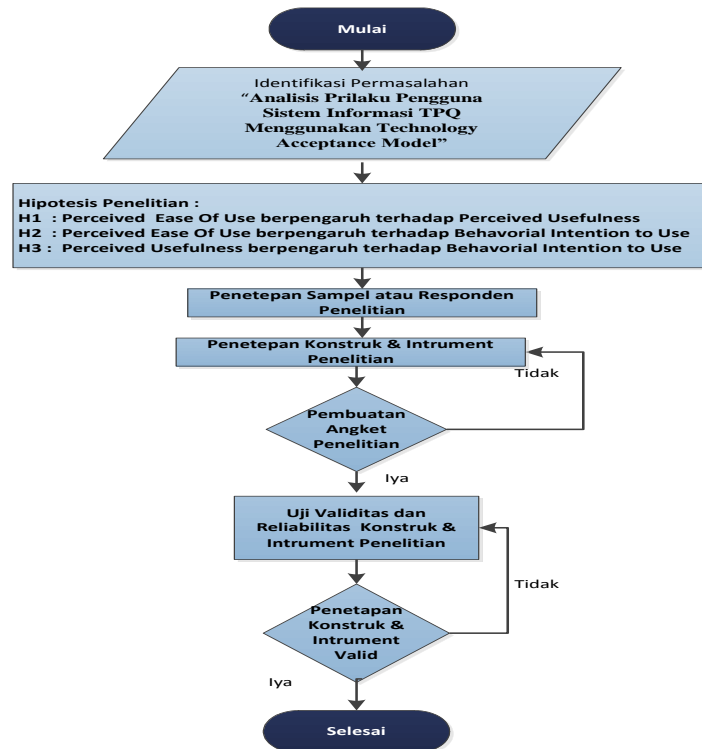 Mulai
Identifikasi Permasalahan
“Analisis Prilaku Pengguna
Sistem Informasi TPQ
Menggunakan Technology
Acceptance Model”
Hipotesis Penelitian :
H1 : Perceived Ease Of Use berpengaruh terhadap Perceived Usefulness
H2 : Perceived Ease Of Use berpengaruh terhadap Behavorial Intention to Use
H3 : Perceived Usefulness berpengaruh terhadap Behavorial Intention to Use
Penetepan Sampel atau Responden
Penelitian
Penetepan Konstruk & Intrument
Penelitian
Tidak
Pembuatan
Angket
Penelitian
Iya
Uji Validitas dan
Reliabilitas Konstruk &
Intrument Penelitian
Tidak
Penetapan
Konstruk &
Intrument
Valid
Iya
Selesai